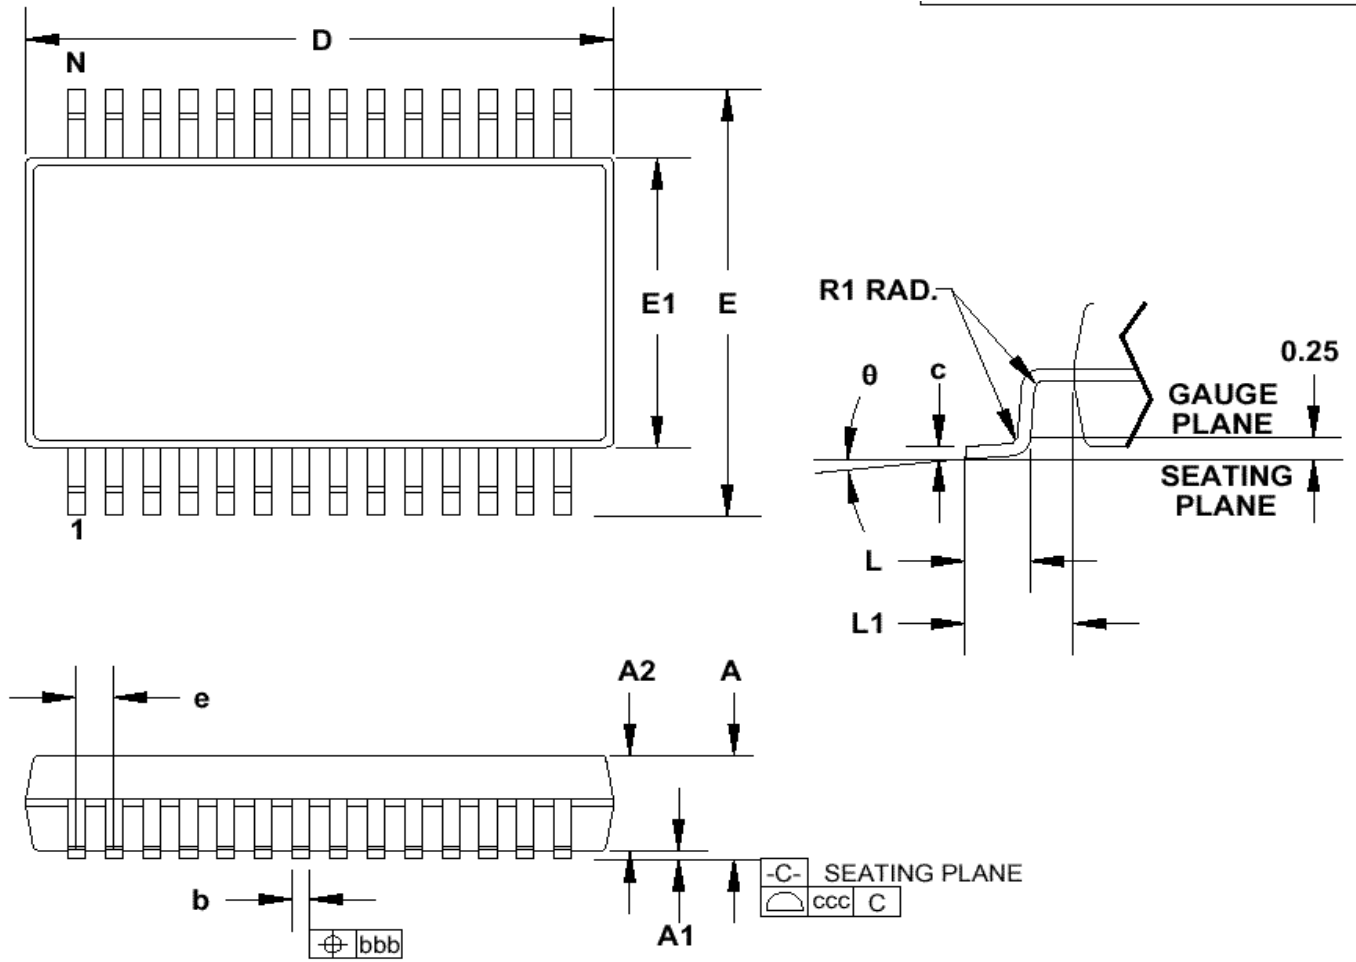 D
N
E1
E
1
R1 RAD.
0.25
θ
c
GAUGE
PLANE
SEATING
PLANE
L
L1
A2
A
e
-C- SEATING PLANE
ccc C
b
A1
bbb